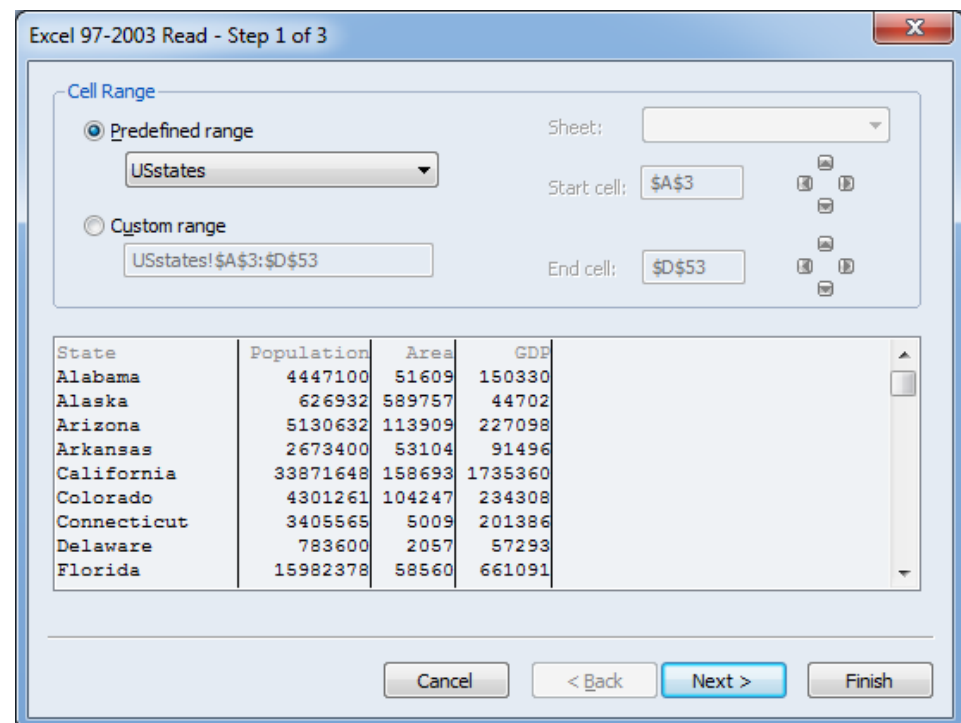 Excel 97-2003 Read - Step 1 of 3
Cell Range
Predefined range
USstates
Custom range
USstates!$A$3:$D$53
Sheet:
Start cell: $A$3
End cell: $D$53
State Population Area GDP
Alabama 4447100 51609 150330
Alaska 626932 589757 44702
Arizona 5130632 113909 227098
Arkansas 2673400 53104 91496
California 33871648 158693 1735360
Colorado 4301261 104247 234308
Connecticut 3405565 5009 201386
Delaware 783600 2057 57293
Florida 15982378 58560 661091
Cancel < Back Next > Finish